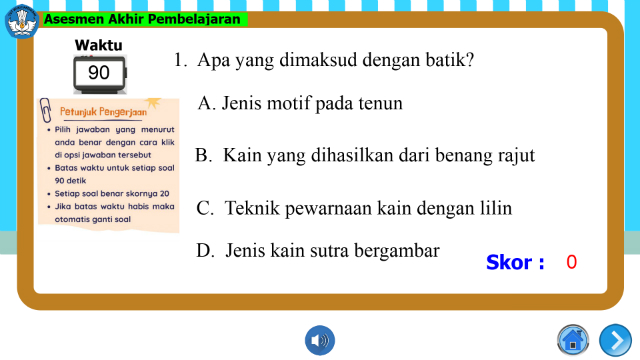 Asesmen Akhir Pembelajaran
Waktu
90
Petunjuk Pengerjaan
• Pilih jawaban yang menurut
anda benar dengan cara klik
di opsi jawaban tersebut
• Batas waktu untuk setiap soal
90 detik
• Setiap soal benar skornya 20
• Jika batas waktu habis maka
otomatis ganti soal
1. Apa yang dimaksud dengan batik?
A. Jenis motif pada tenun
B. Kain yang dihasilkan dari benang rajut
C. Teknik pewarnaan kain dengan lilin
D. Jenis kain sutra bergambar
Skor : 0